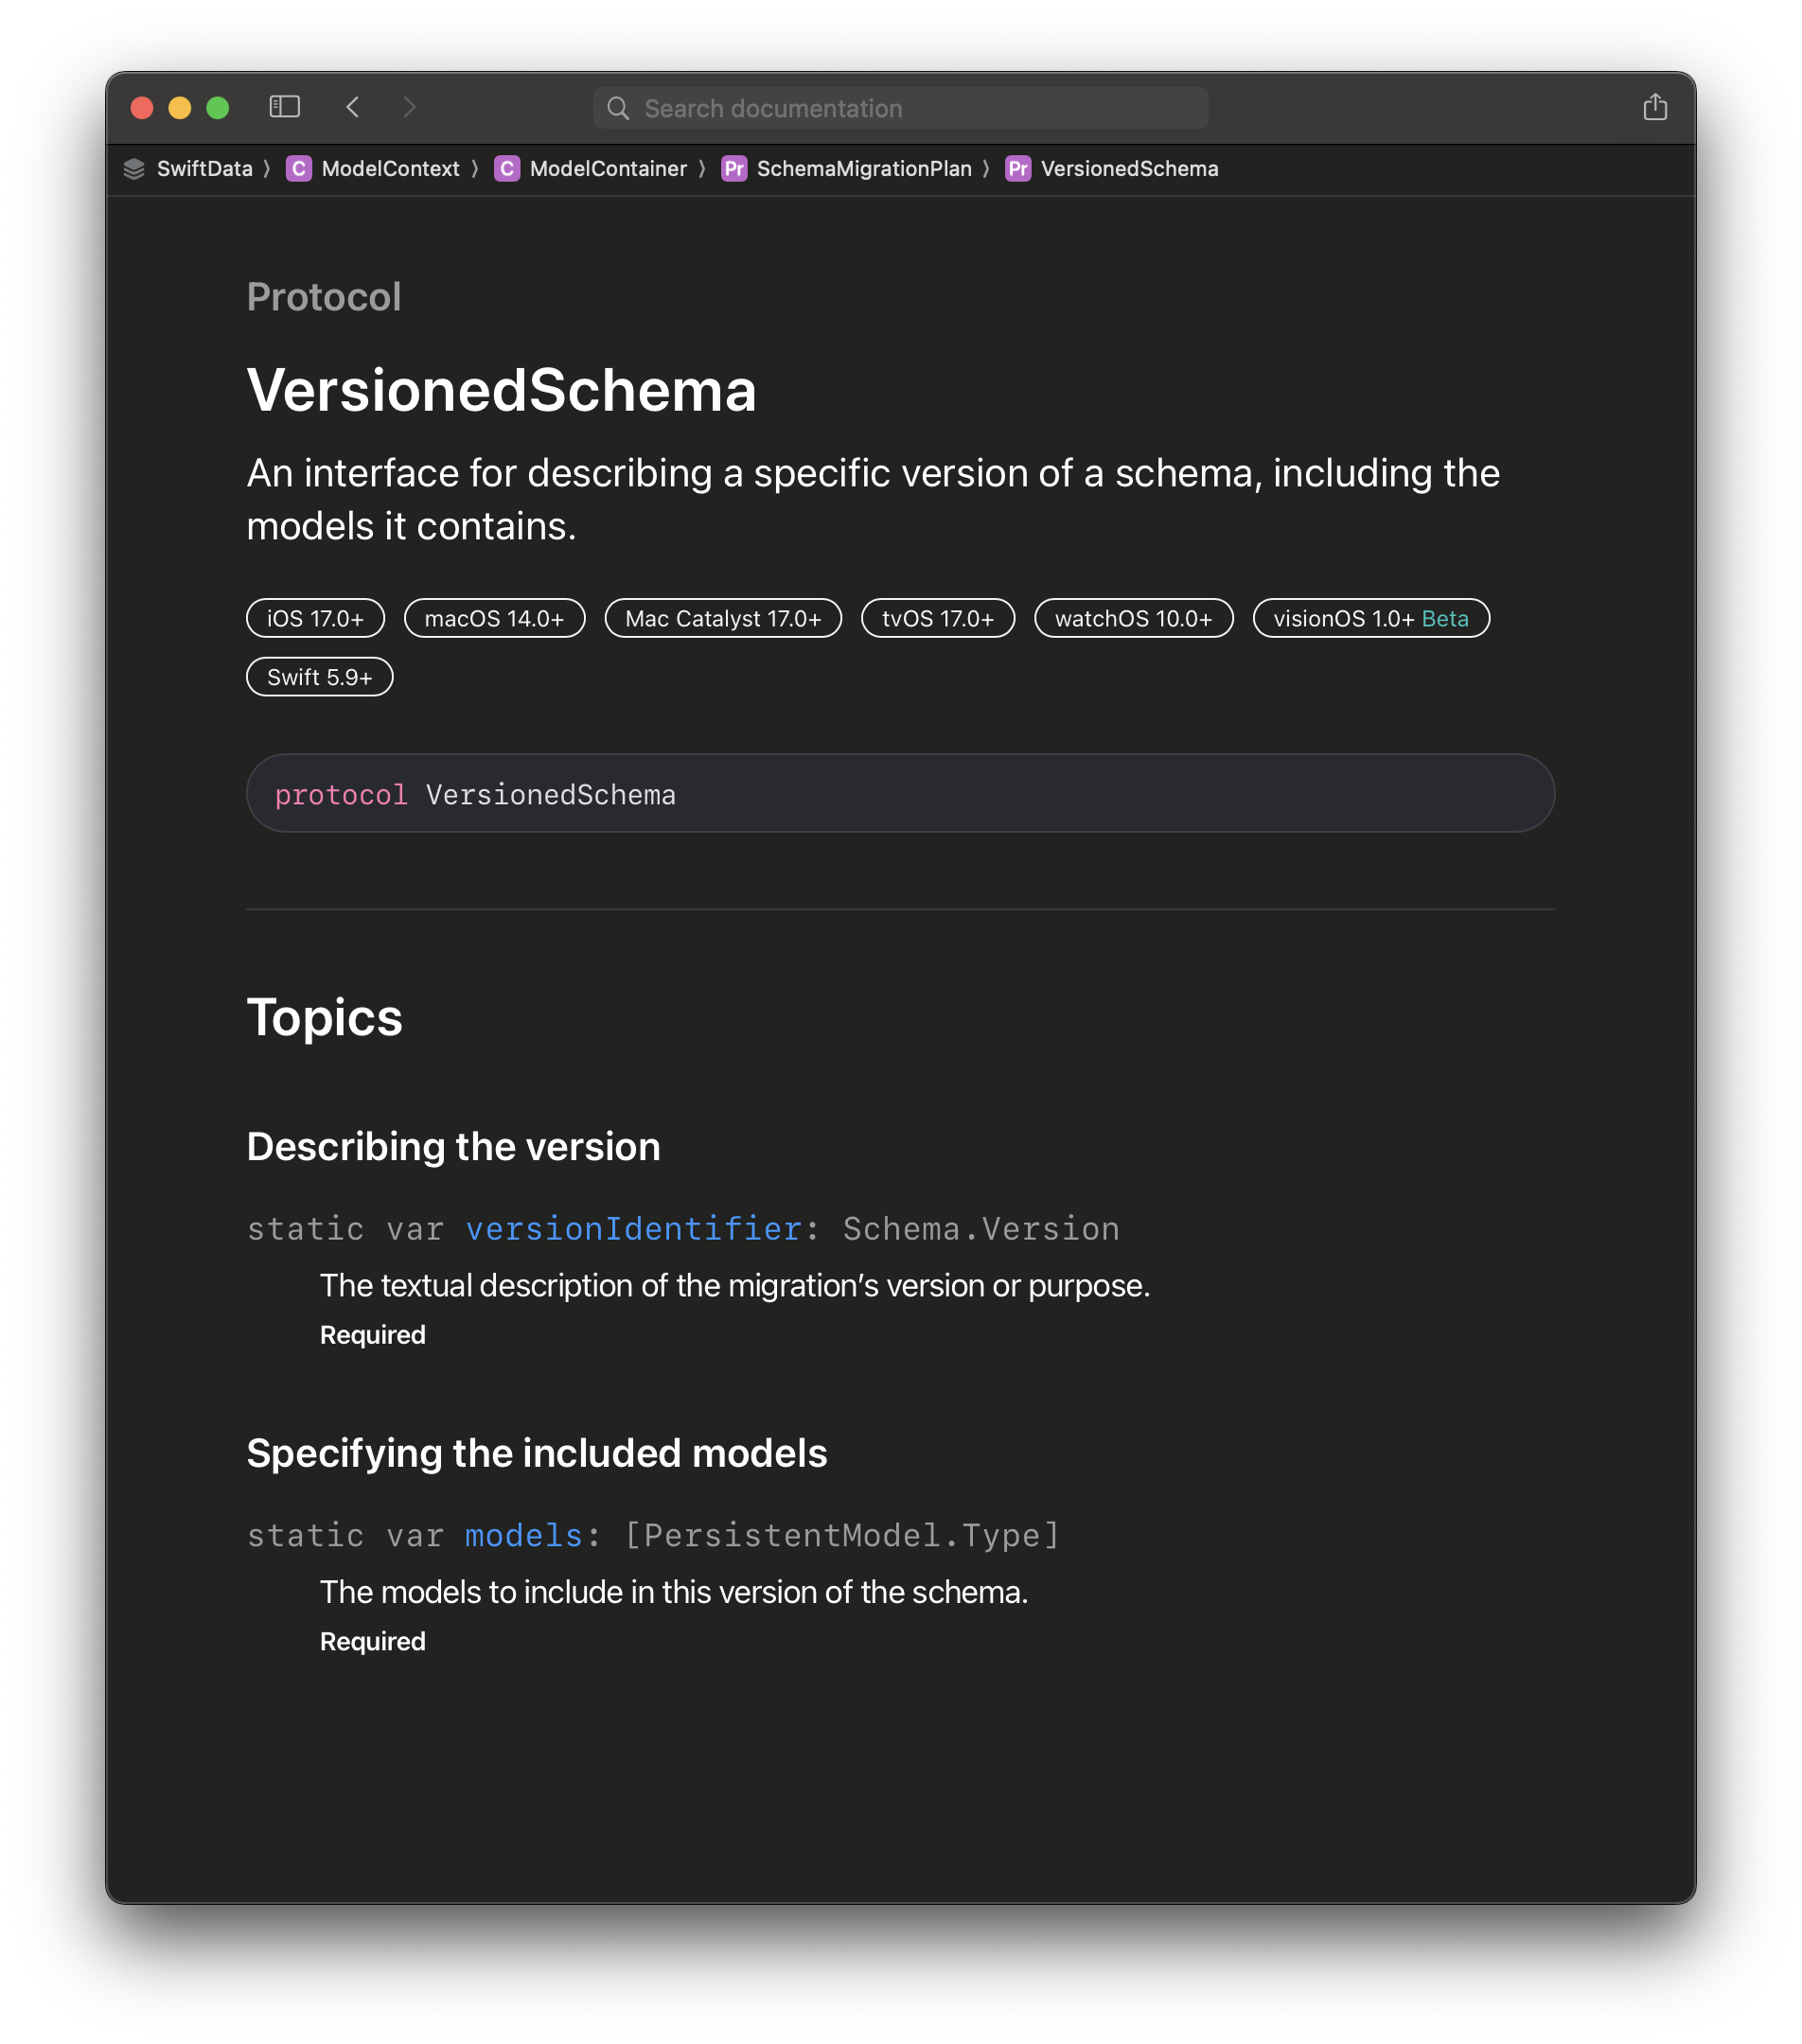 Search documentation
SwiftData 〉 C ModelContext 〉 C ModelContainer 〉 Pr SchemaMigrationPlan 〉 Pr VersionedSchema
Protocol
VersionedSchema
An interface for describing a specific version of a schema, including the
models it contains.
iOS 17.0+ macOS 14.0+ Mac Catalyst 17.0+ tvOS 17.0+ watchOS 10.0+ visionOS 1.0+ Beta
Swift 5.9+
protocol VersionedSchema
Topics
Describing the version
static var versionIdentifier: Schema.Version
The textual description of the migration’s version or purpose.
Required
Specifying the included models
static var models: [PersistentModel.Type]
The models to include in this version of the schema.
Required